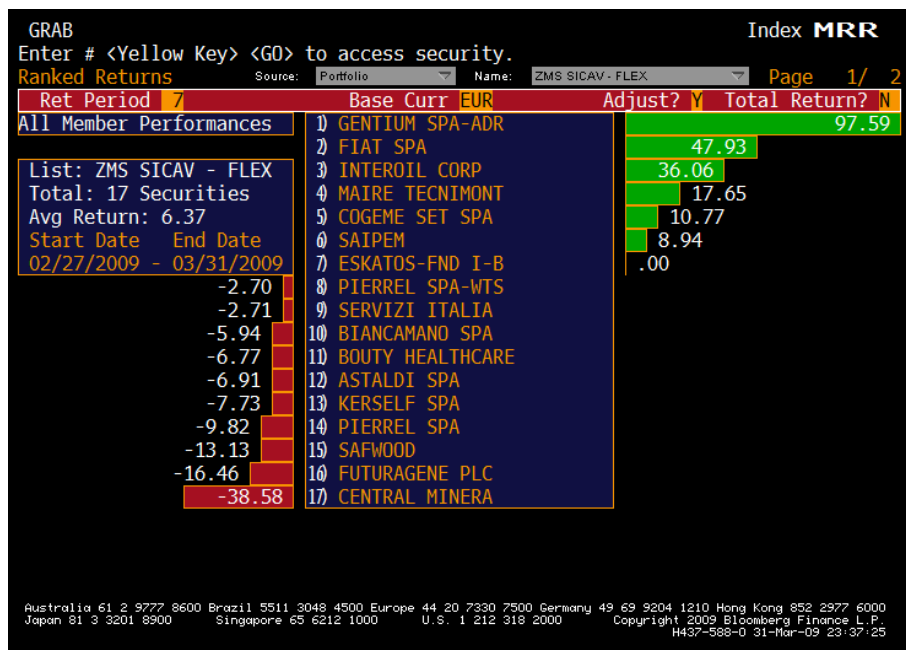 GRAB Index MRR
Enter # <Yellow Key> <GO> to access security.
Ranked Returns Source: Portfolio Name: ZMS SICAV - FLEX Page 1/ 2
Ret Period 7 Base Curr EUR Adjust? Y Total Return? N
All Member Performances 1) GENTIUM SPA-ADR 97.59
2) FIAT SPA 47.93
List: ZMS SICAV - FLEX 3) INTEROIL CORP 36.06
Total: 17 Securities 4) MAIRE TECNIMONT 17.65
Avg Return: 6.37 5) COGEME SET SPA 10.77
Start Date End Date 6) SAIPEM 8.94
02/27/2009 - 03/31/2009 7) ESKATOS-FND I-B .00
-2.70 8) PIERREL SPA-WTS
-2.71 9) SERVIZI ITALIA
-5.94 10) BIANCAMANO SPA
-6.77 11) BOUTY HEALTHCARE
-6.91 12) ASTALDI SPA
-7.73 13) KERSELF SPA
-9.82 14) PIERREL SPA
-13.13 15) SAFWOOD
-16.46 16) FUTURAGENE PLC
-38.58 17) CENTRAL MINERA
Australia 61 2 9777 8600 Brazil 5511 3048 4500 Europe 44 20 7330 7500 Germany 49 69 9204 1210 Hong Kong 852 2977 6000
Japan 81 3 3201 8900 Singapore 65 6212 1000 U.S. 1 212 318 2000 Copyright 2009 Bloomberg Finance L.P.
H437-588-0 31-Mar-09 23:37:25